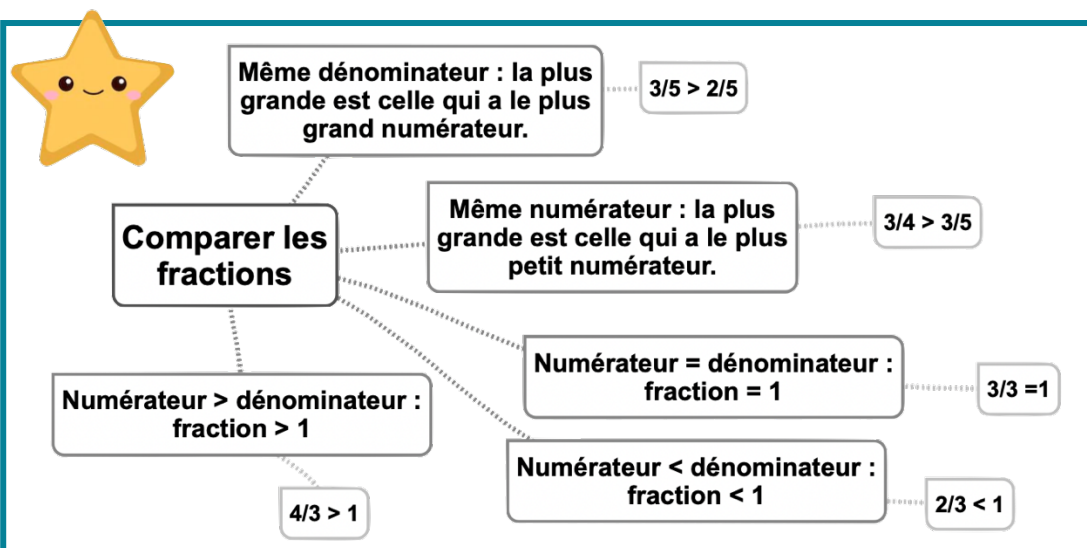 Même dénominateur : la plus
grande est celle qui a le plus
grand numérateur.
3/5 > 2/5
Comparer les
fractions
Même numérateur : la plus
grande est celle qui a le plus
petit numérateur.
3/4 > 3/5
Numérateur = dénominateur :
fraction = 1
3/3 =1
Numérateur > dénominateur :
fraction > 1
4/3 > 1
Numérateur < dénominateur :
fraction < 1
2/3 < 1